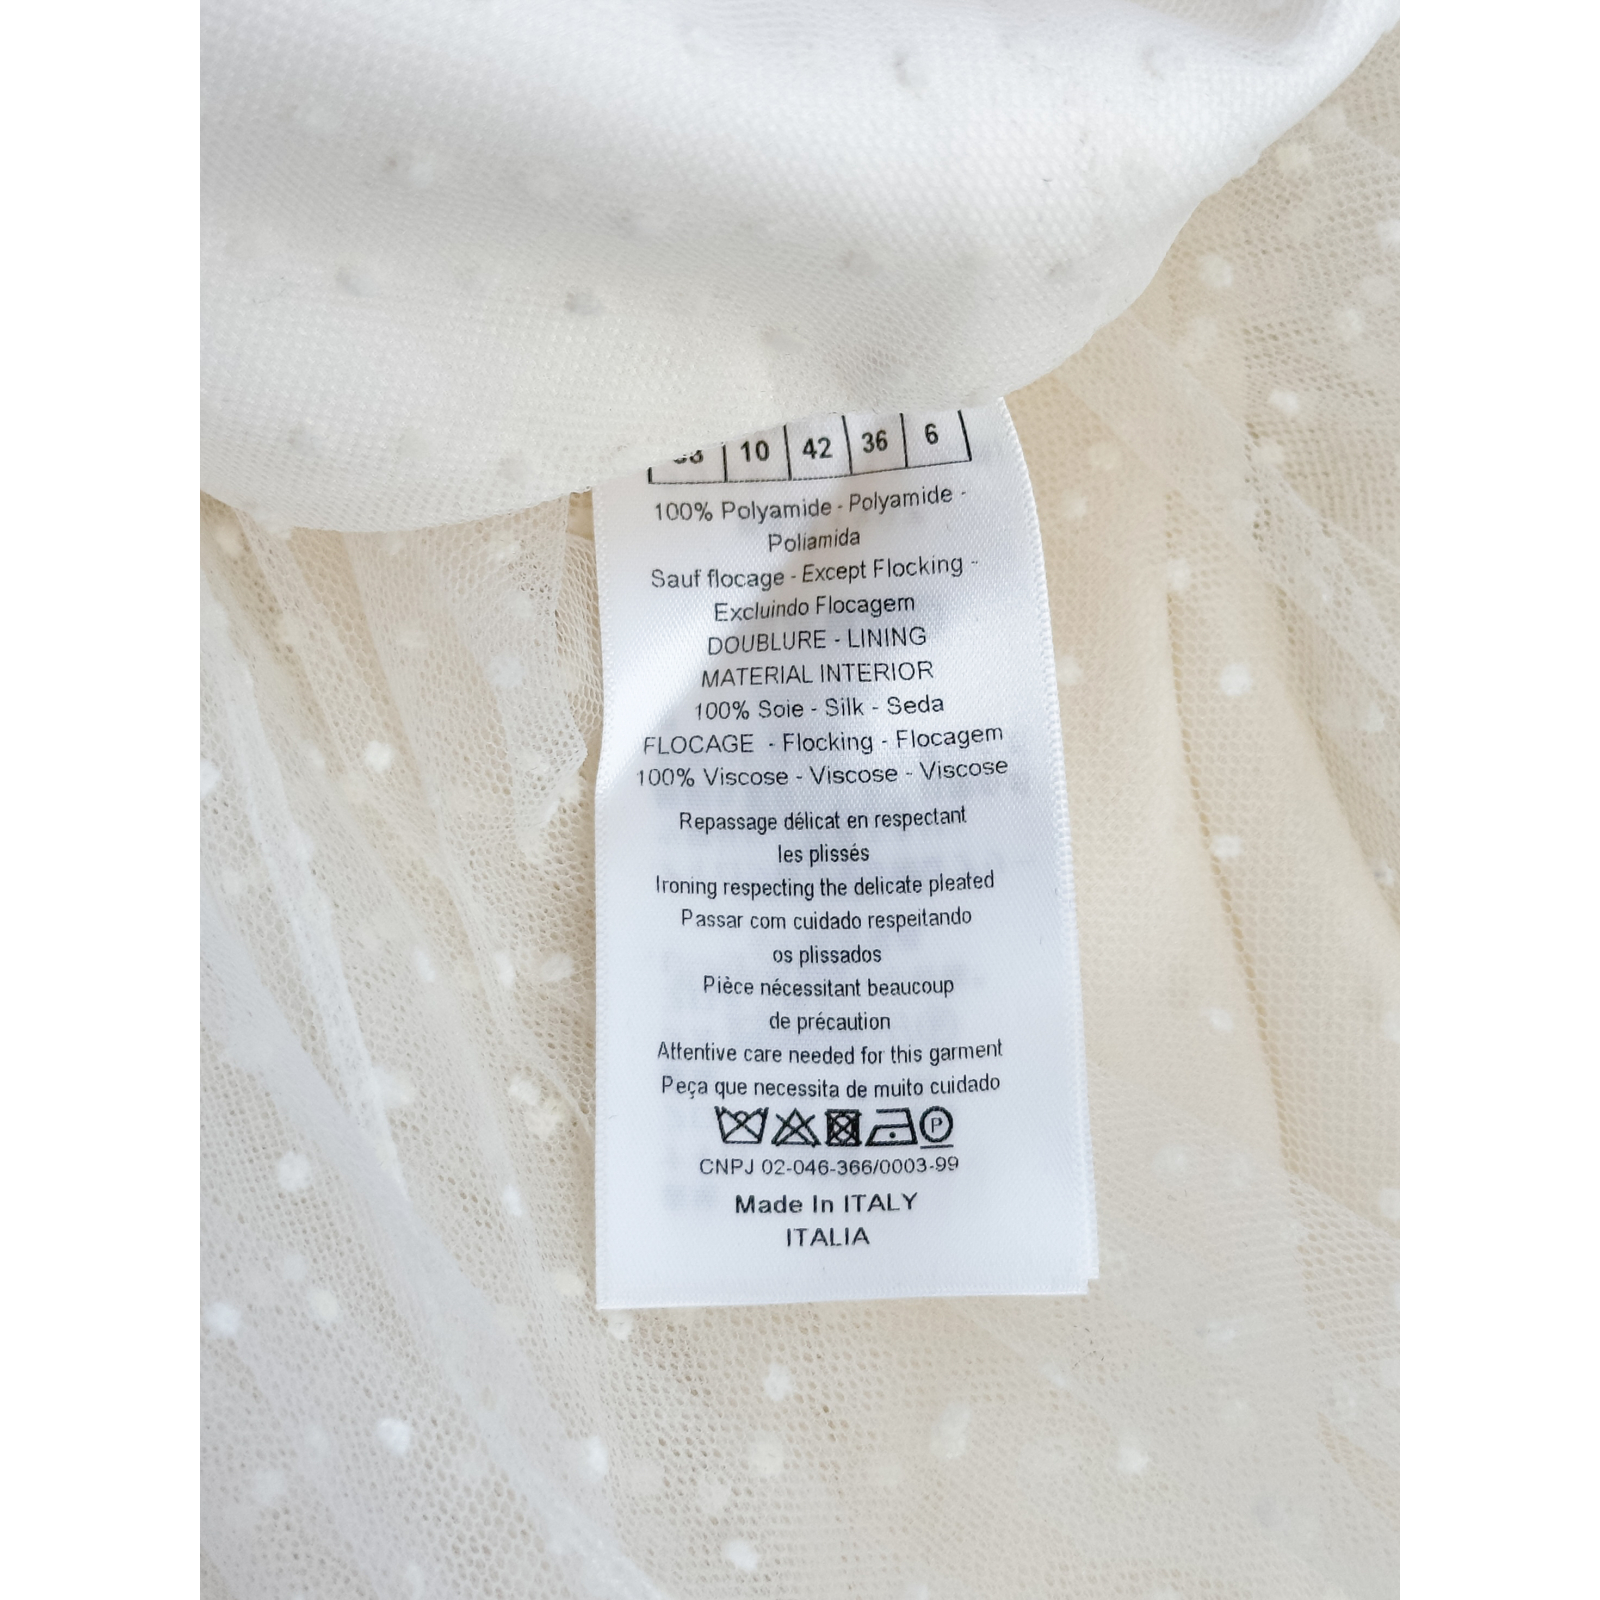 10 42 36 6
100% Polyamide - Polyamide -
Poliamida
Sauf flocage - Except Flocking -
Excluindo Flocagem
DOUBLURE - LINING
MATERIAL INTERIOR
100% Soie - Silk - Seda
FLOCAGE - Flocking - Flocagem
100% Viscose - Viscose - Viscose
Repassage délicat en respectant
les plissés
Ironing respecting the delicate pleated
Passar com cuidado respeitando
os plissados
Pièce nécessitant beaucoup
de précaution
Attentive care needed for this garment
Peça que necessita de muito cuidado
P
CNPJ 02-046-366/0003-99
Made In ITALY
ITALIA